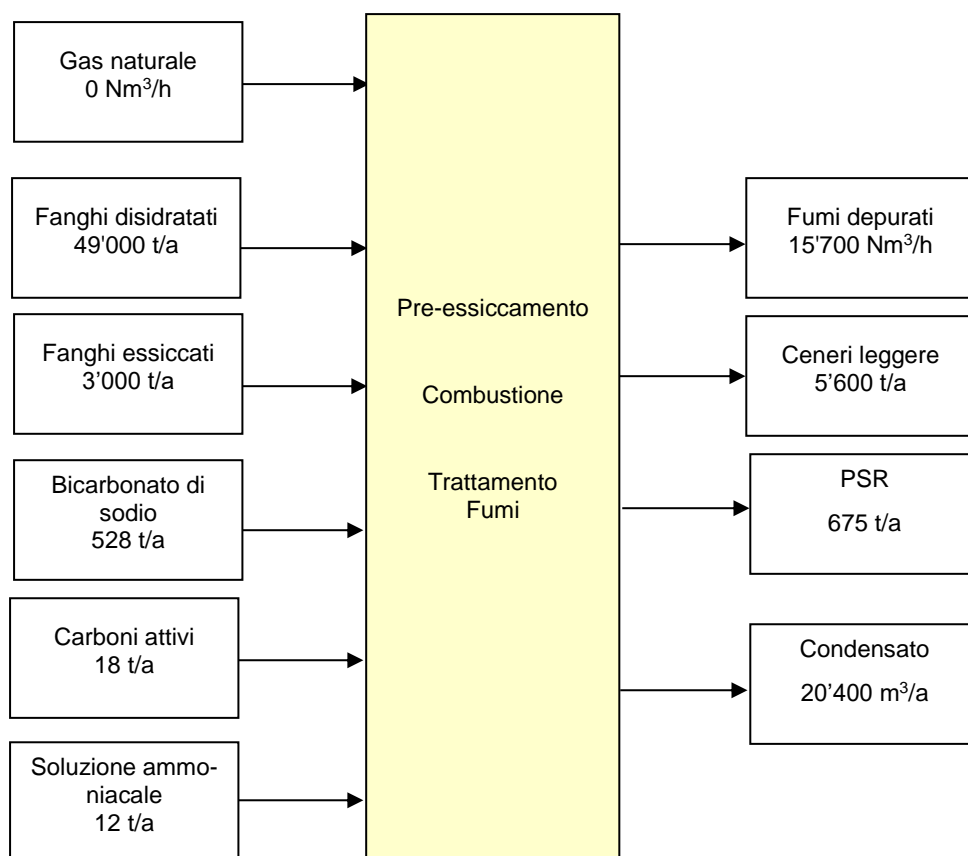 Gas naturale
0 Nm³/h
Fanghi disidratati
49'000 t/a
Fanghi essiccati
3’000 t/a
Bicarbonato di
sodio
528 t/a
Carboni attivi
18 t/a
Soluzione ammo-
niacale
12 t/a
Pre-essiccamento
Combustione
Trattamento
Fumi
Fumi depurati
15'700 Nm³/h
Ceneri leggere
5’600 t/a
PSR
675 t/a
Condensato
20’400 m³/a